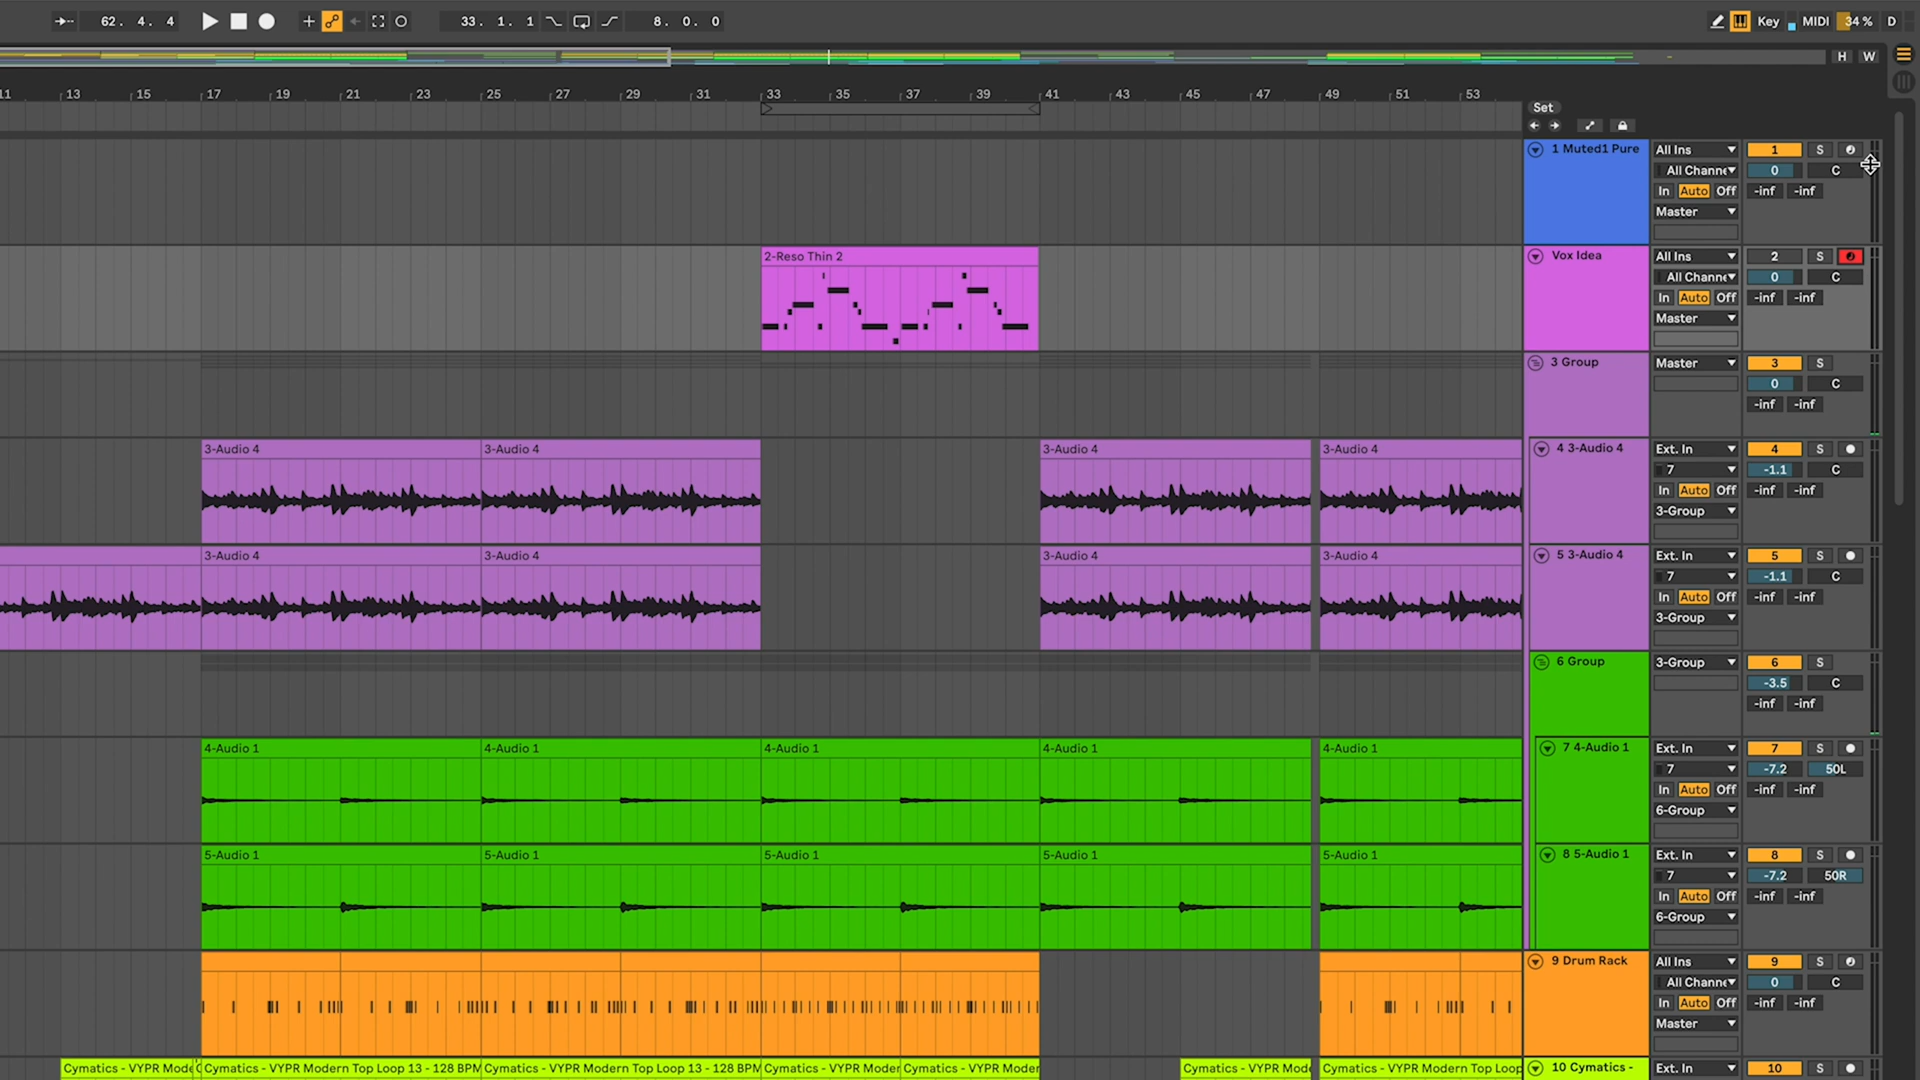 62. 4. 4
33. 1. 1
8. 0. 0
Key
MIDI
34 %
D
H
W
11
13
15
17
19
21
23
25
27
29
31
33
35
37
39
41
43
45
47
49
51
53
Set
1 Muted1 Pure
All Ins
1
S
All Channe
0
C
In Auto Off
-inf -inf
Master
2-Reso Thin 2
Vox Idea
All Ins
2
S
All Channe
0
C
In Auto Off
-inf -inf
Master
3 Group
Master
3
S
0
C
-inf -inf
3-Audio 4
3-Audio 4
3-Audio 4
3-Audio 4
4 3-Audio 4
Ext. In
4
S
7
-1.1
C
In Auto Off
-inf -inf
3-Group
3-Audio 4
3-Audio 4
3-Audio 4
3-Audio 4
5 3-Audio 4
Ext. In
5
S
7
-1.1
C
In Auto Off
-inf -inf
3-Group
6 Group
3-Group
6
S
-3.5
C
-inf -inf
4-Audio 1
4-Audio 1
4-Audio 1
4-Audio 1
4-Audio 1
7 4-Audio 1
Ext. In
7
S
7
-7.2
50L
In Auto Off
-inf -inf
6-Group
5-Audio 1
5-Audio 1
5-Audio 1
5-Audio 1
5-Audio 1
8 5-Audio 1
Ext. In
8
S
7
-7.2
50R
In Auto Off
-inf -inf
6-Group
9 Drum Rack
All Ins
9
S
All Channe
0
C
In Auto Off
-inf -inf
Master
Cymatics - VYPR Mode
C
Cymatics - VYPR Modern Top Loop 13 - 128 BPM
Cymatics - VYPR Modern Top Loop 13 - 128 BPM
Cymatics - VYPR Moder
Cymatics - VYPR Moder
Cymatics - VYPR Mod
Cymatics - VYPR Modern Top Loop
10 Cymatics -
Ext. In
10
S